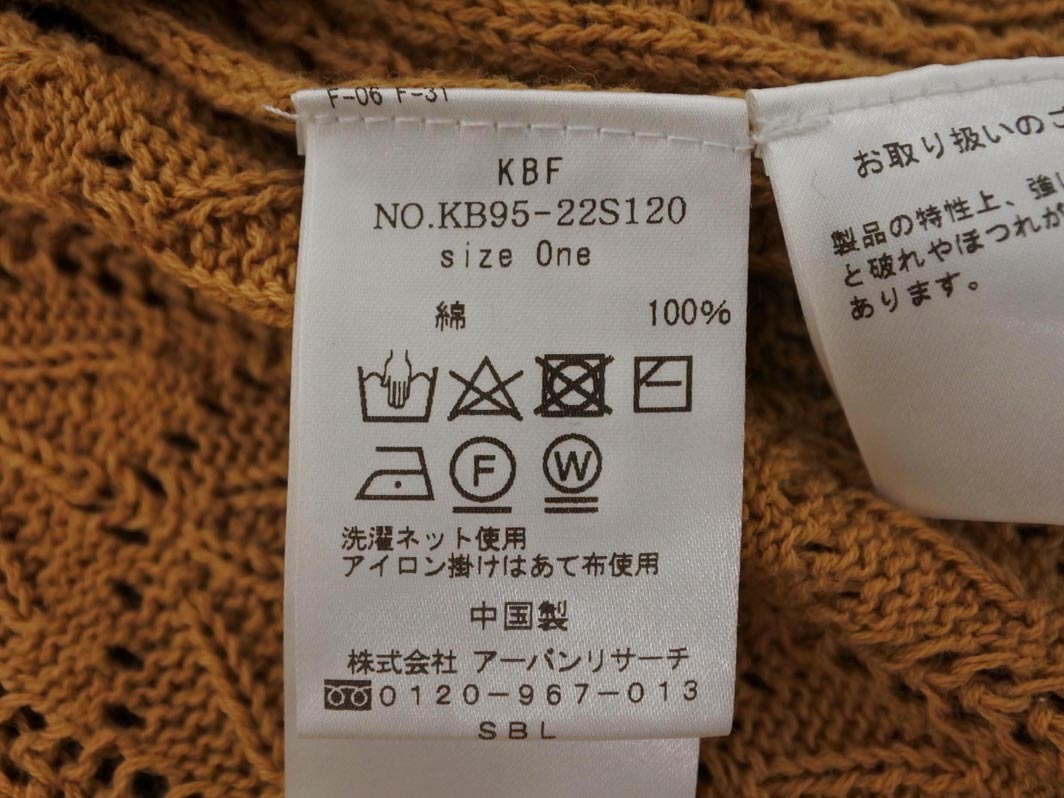 F-06 F-31
KBF
NO.KB95-22S120
size One
綿 100%
F W
洗濯ネット使用
アイロン掛けはあて布使用
中国製
株式会社 アーバンリサーチ
0120-967-013
SBL
お取り扱いのご
製品の特性上、強い
と破れやほつれが
あります。